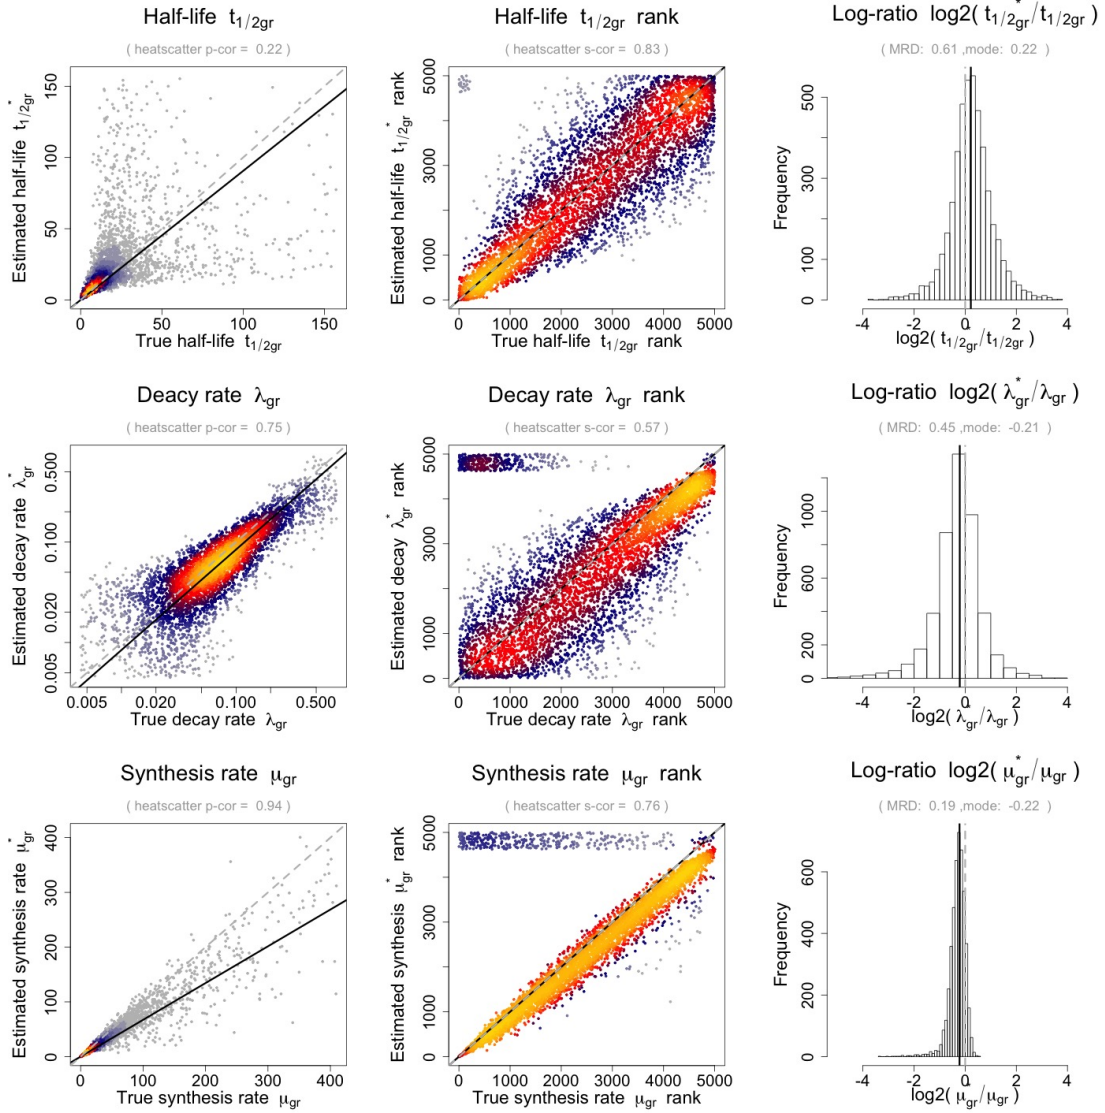 Half-life t1/2gr
( heatscatter p-cor = 0.22 )
Estimated half-life t*1/2gr
150
100
50
0
0 50 100 150
True half-life t1/2gr
Half-life t1/2gr rank
( heatscatter s-cor = 0.83 )
Estimated half-life t*1/2gr rank
5000
3000
1000
0
0 1000 2000 3000 4000 5000
True half-life t1/2gr rank
Log-ratio log2( t*1/2gr/t1/2gr )
( MRD: 0.61 ,mode: 0.22 )
Frequency
500
300
100
0
-4 -2 0 2 4
log2( t1/2gr/t1/2gr )
Deacy rate λgr
( heatscatter p-cor = 0.75 )
Estimated decay rate λ*gr
0.500
0.100
0.020
0.005
0.005 0.020 0.100 0.500
True decay rate λgr
Decay rate λgr rank
( heatscatter s-cor = 0.57 )
Estimated decay λ*gr rank
5000
3000
1000
0
0 1000 2000 3000 4000 5000
True decay rate λgr rank
Log-ratio log2( λ*gr/λgr )
( MRD: 0.45 ,mode: -0.21 )
Frequency
1000
600
200
0
-4 -2 0 2 4
log2( λgr/λgr )
Synthesis rate μgr
( heatscatter p-cor = 0.94 )
Estimated synthesis rate μ*gr
400
300
200
100
0
0 100 200 300 400
True synthesis rate μgr
Synthesis rate μgr rank
( heatscatter s-cor = 0.76 )
Estimated synthesis μ*gr rank
5000
3000
1000
0
0 1000 2000 3000 4000 5000
True synthesis rate μgr rank
Log-ratio log2( μ*gr/μgr )
( MRD: 0.19 ,mode: -0.22 )
Frequency
600
400
200
0
-4 -2 0 2 4
log2( μgr/μgr )